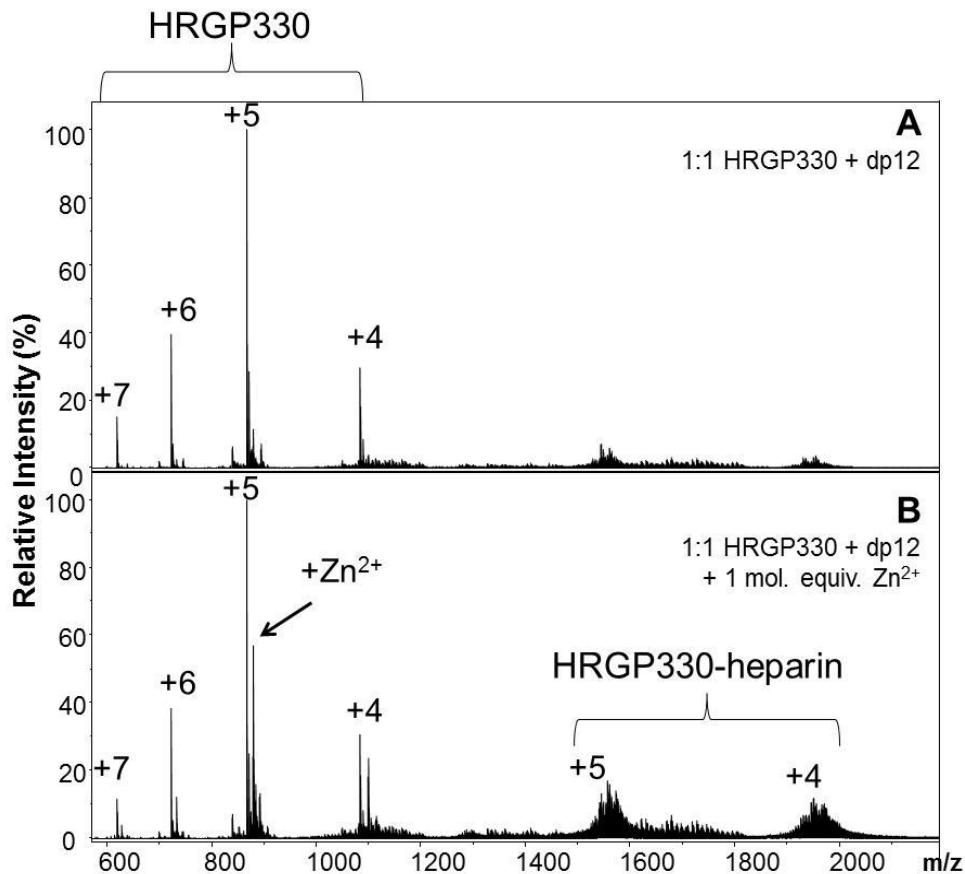 HRGP330
Relative Intensity (%)
A
1:1 HRGP330 + dp12
100
80
60
40
20
0
+7
+6
+5
+4
B
1:1 HRGP330 + dp12
+ 1 mol. equiv. Zn²⁺
+Zn²⁺
HRGP330-heparin
100
80
60
40
20
0
+7
+6
+5
+4
+5
+4
600 800 1000 1200 1400 1600 1800 2000 m/z